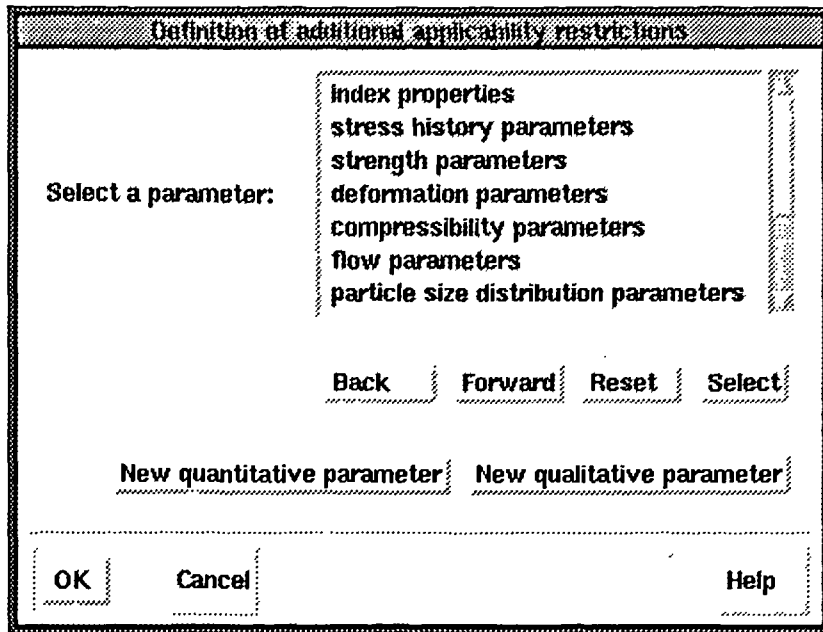 Definition of additional applicability restrictions
index properties
stress history parameters
strength parameters
Select a parameter:
deformation parameters
compressibility parameters
flow parameters
particle size distribution parameters
Back
Forward
Reset
Select
New quantitative parameter
New qualitative parameter
OK
Cancel
Help